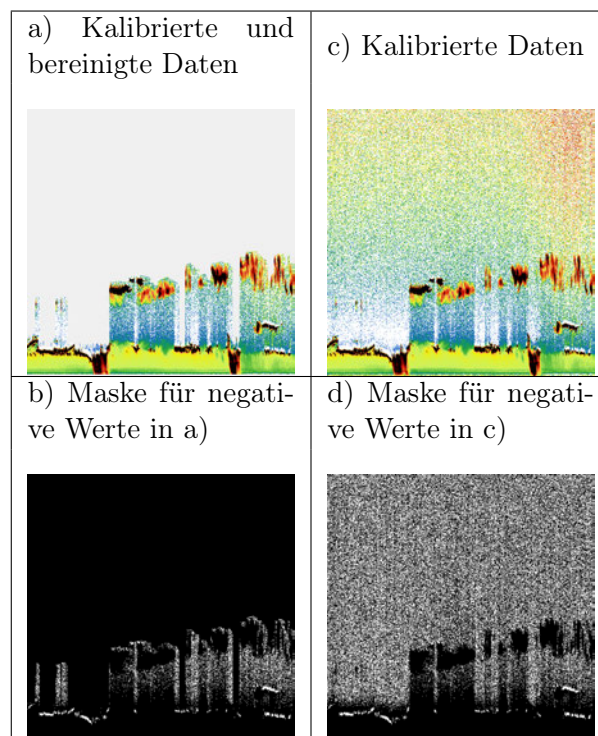 a) Kalibrierte und
bereinigte Daten
c) Kalibrierte Daten
b) Maske für negati-
ve Werte in a)
d) Maske für negati-
ve Werte in c)